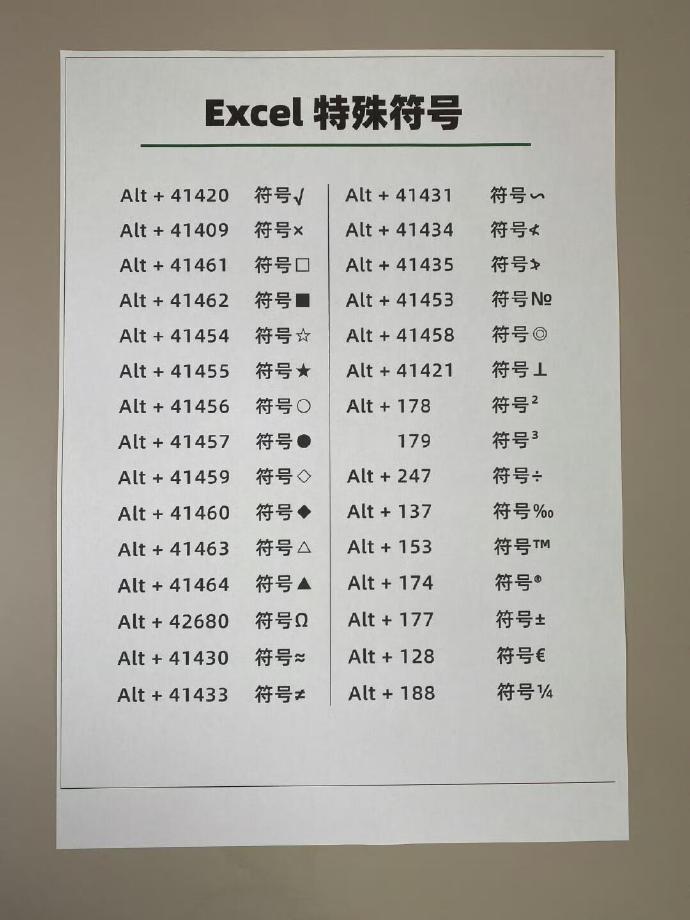 Excel 特殊符号
Alt + 41420 符号√
Alt + 41409 符号×
Alt + 41461 符号□
Alt + 41462 符号■
Alt + 41454 符号☆
Alt + 41455 符号★
Alt + 41456 符号○
Alt + 41457 符号●
Alt + 41459 符号◇
Alt + 41460 符号◆
Alt + 41463 符号△
Alt + 41464 符号▲
Alt + 42680 符号Ω
Alt + 41430 符号≈
Alt + 41433 符号≠
Alt + 41431 符号∽
Alt + 41434 符号≮
Alt + 41435 符号≯
Alt + 41453 符号№
Alt + 41458 符号◎
Alt + 41421 符号⊥
Alt + 178 符号²
179 符号³
Alt + 247 符号÷
Alt + 137 符号‰
Alt + 153 符号™
Alt + 174 符号®
Alt + 177 符号±
Alt + 128 符号€
Alt + 188 符号¼